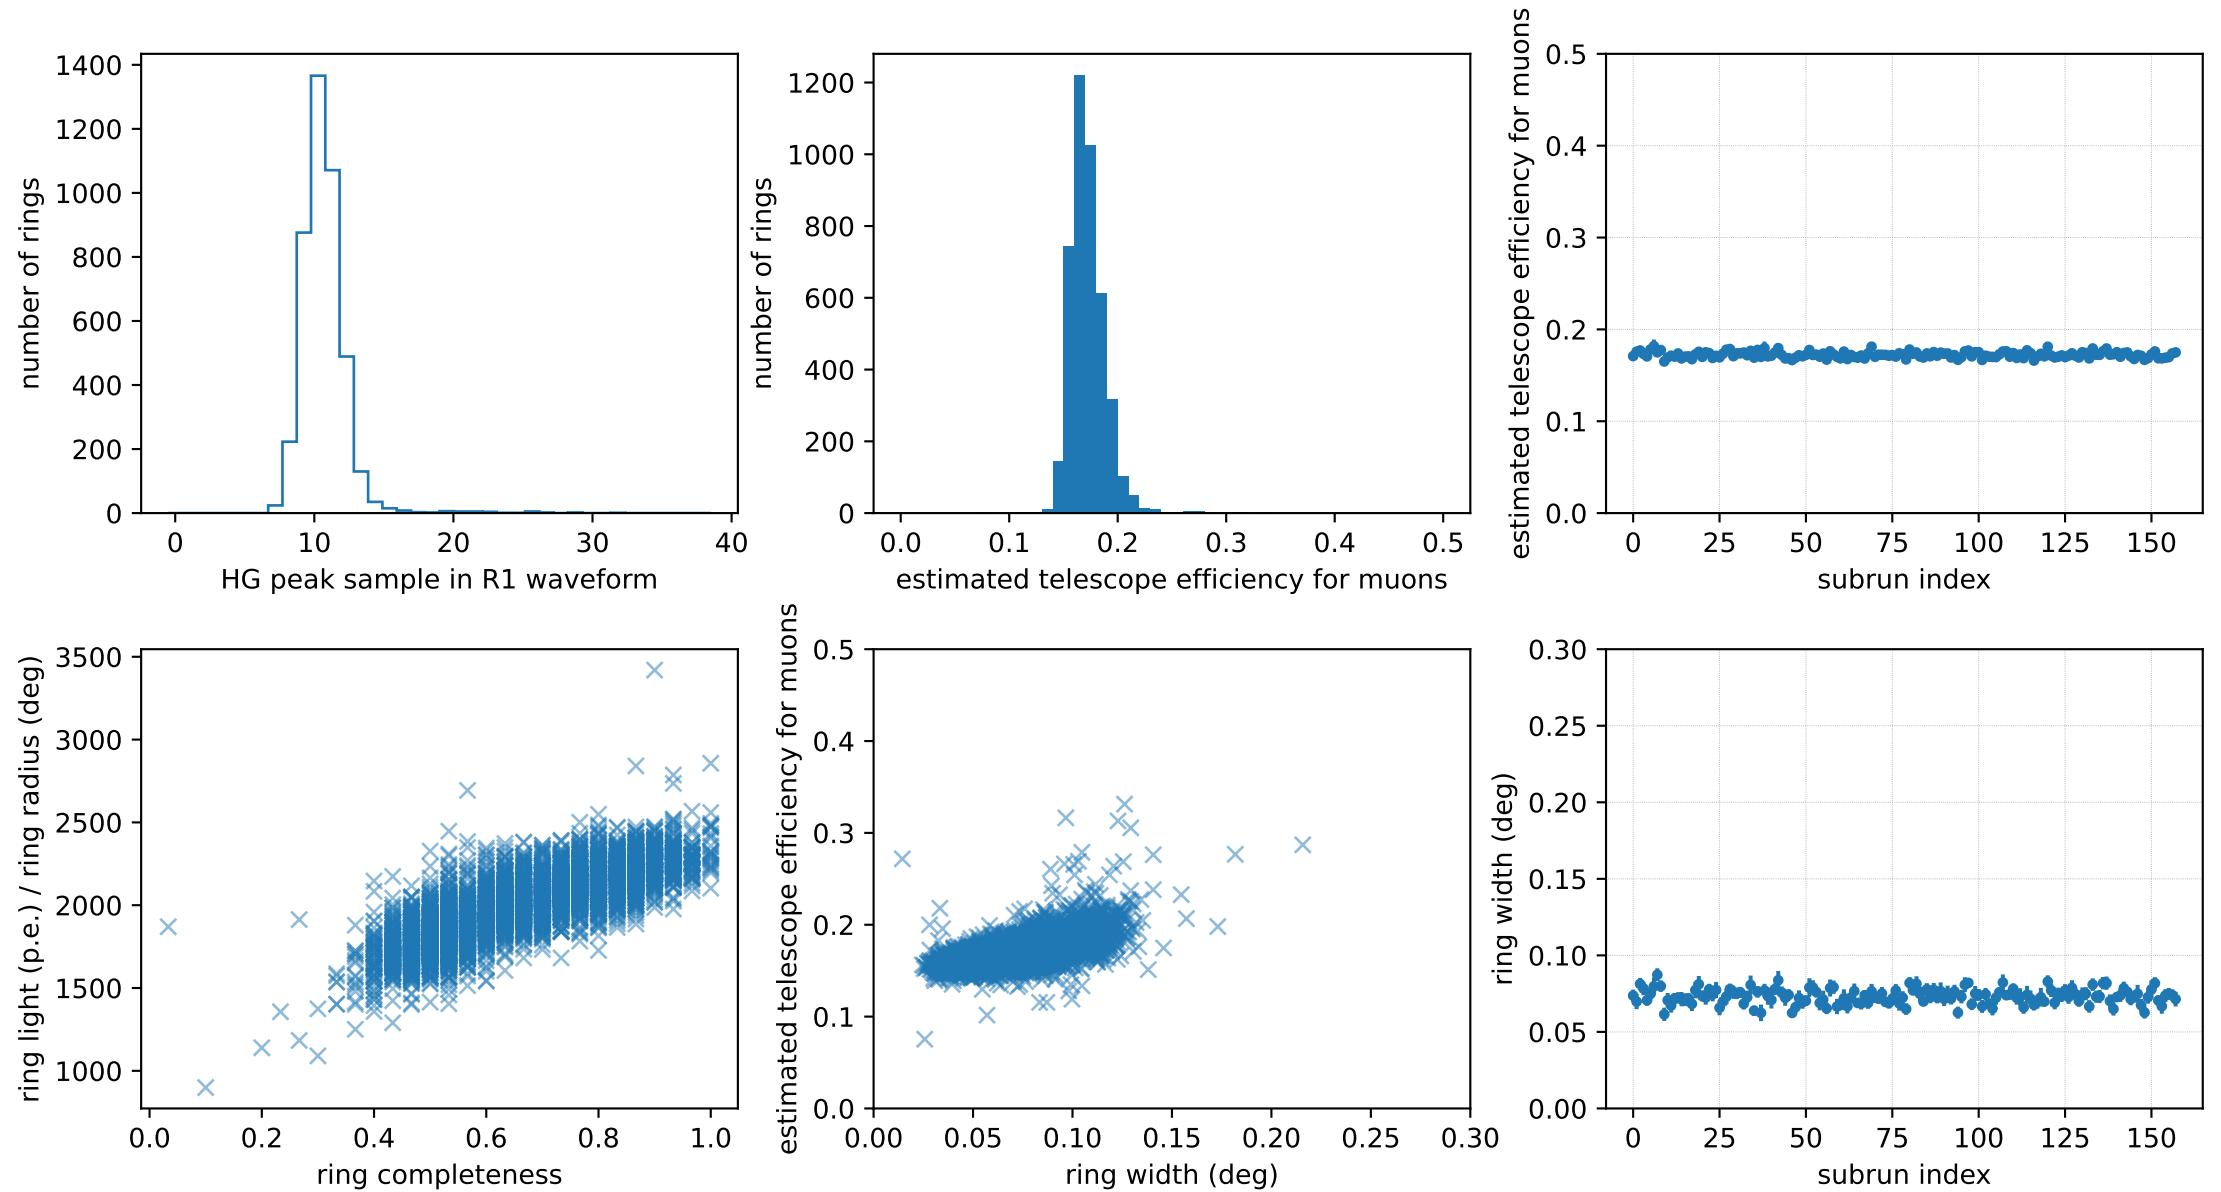 1400
1200
1000
800
600
400
200
0
number of rings
0 10 20 30 40
HG peak sample in R1 waveform
1200
1000
800
600
400
200
0
number of rings
0.0 0.1 0.2 0.3 0.4 0.5
estimated telescope efficiency for muons
0.5
0.4
0.3
0.2
0.1
0.0
estimated telescope efficiency for muons
0 25 50 75 100 125 150
subrun index
3500
3000
2500
2000
1500
1000
ring light (p.e.) / ring radius (deg)
0.0 0.2 0.4 0.6 0.8 1.0
ring completeness
0.5
0.4
0.3
0.2
0.1
0.0
estimated telescope efficiency for muons
0.00 0.05 0.10 0.15 0.20 0.25 0.30
ring width (deg)
0.30
0.25
0.20
0.15
0.10
0.05
0.00
ring width (deg)
0 25 50 75 100 125 150
subrun index